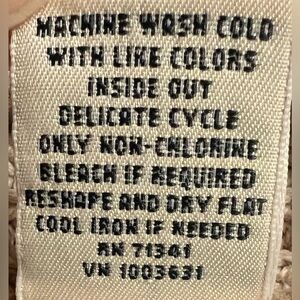 MACHINE WASH COLD
WITH LIKE COLORS
INSIDE OUT
DELICATE CYCLE
ONLY NON-CHLORINE
BLEACH IF REQUIRED
RESHAPE AND DRY FLAT
COOL IRON IF NEEDED
RN 71341
VN 1003631